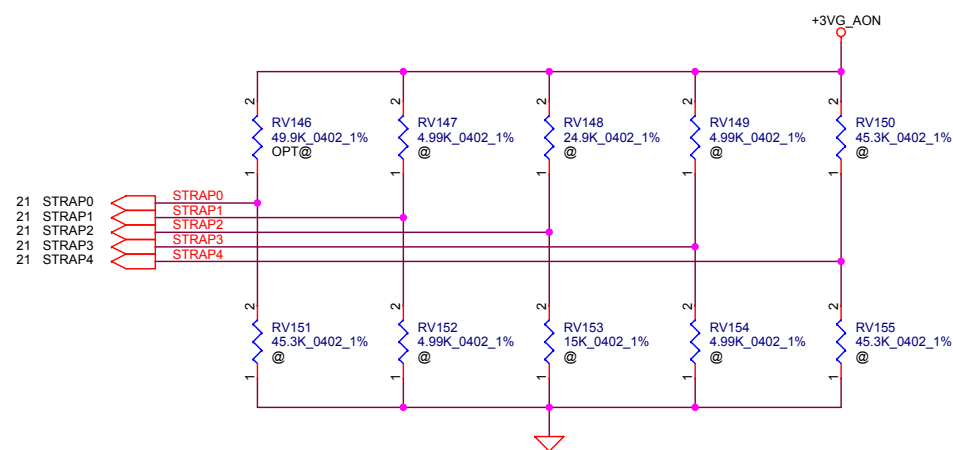 +3VG_AON
2 2 2 2 2
RV146 RV147 RV148 RV149 RV150
49.9K_0402_1% 4.99K_0402_1% 24.9K_0402_1% 4.99K_0402_1% 45.3K_0402_1%
OPT@ @ @ @ @
1 1 1 1 1
21 STRAP0 STRAP0
21 STRAP1 STRAP1
21 STRAP2 STRAP2
21 STRAP3 STRAP3
21 STRAP4 STRAP4
2 2 2 2 2
RV151 RV152 RV153 RV154 RV155
45.3K_0402_1% 4.99K_0402_1% 15K_0402_1% 4.99K_0402_1% 45.3K_0402_1%
@ @ @ @ @
1 1 1 1 1